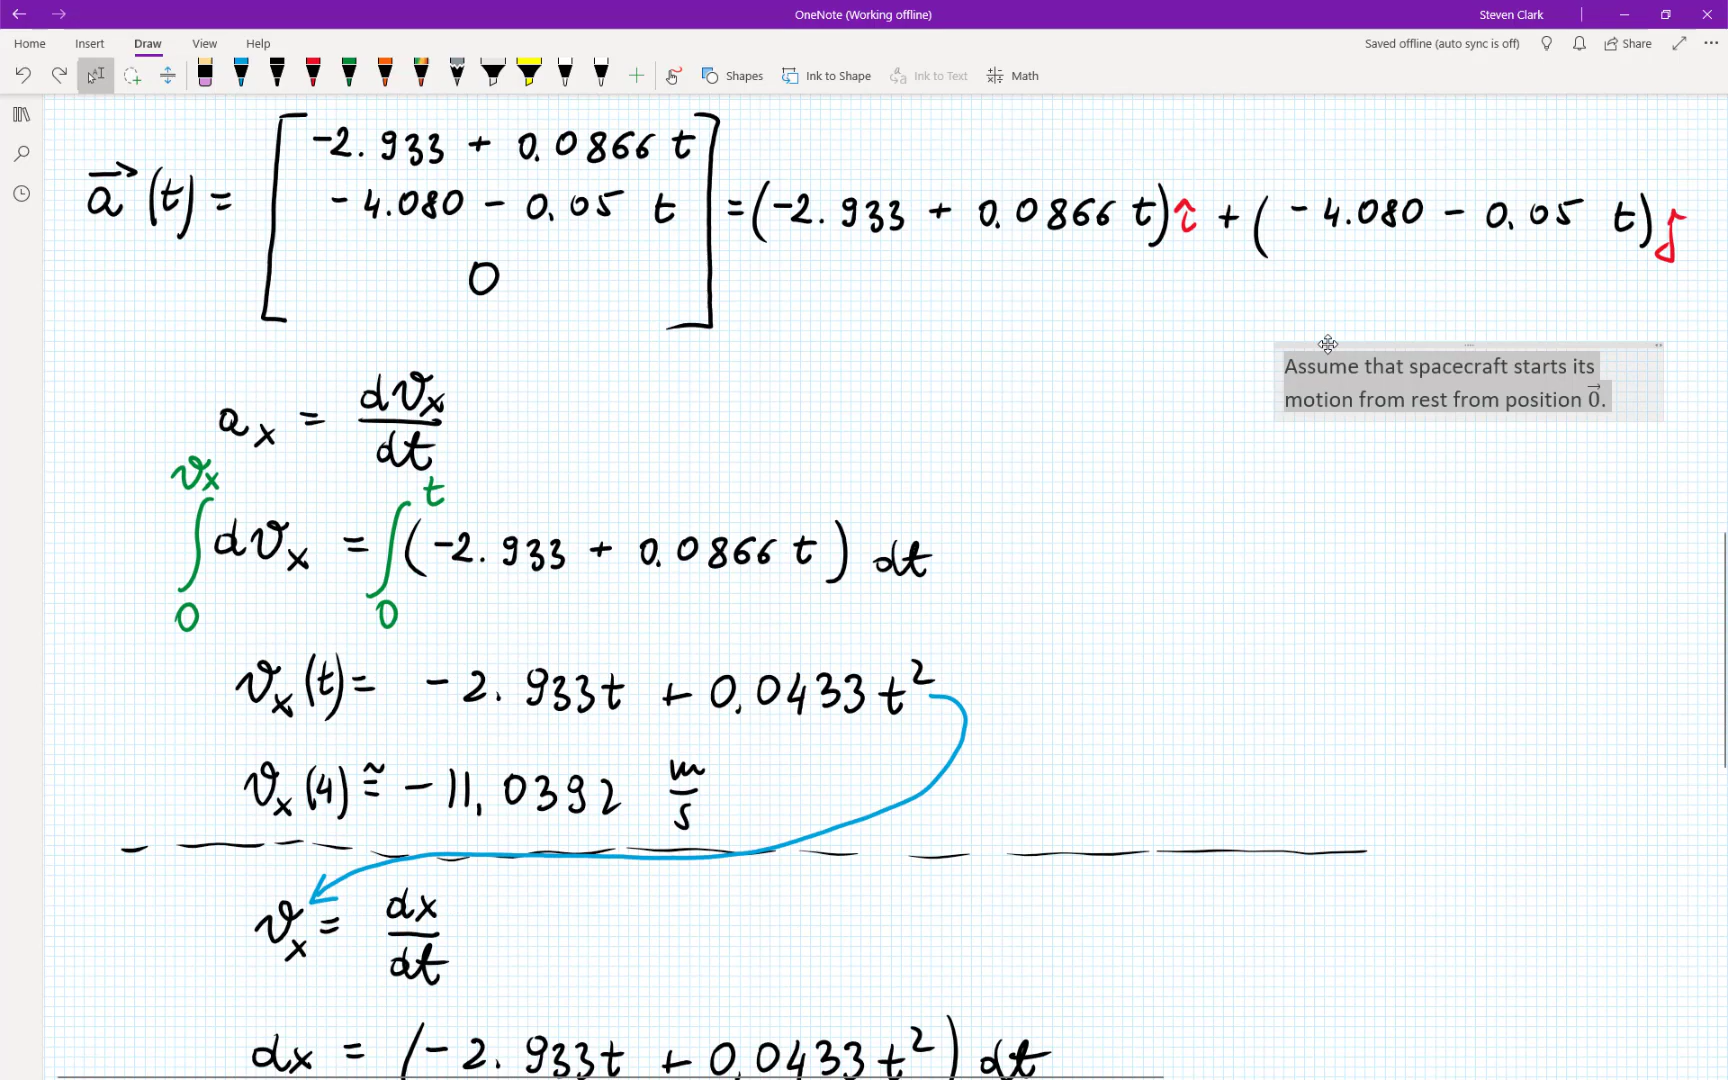 OneNote (Working offline)
Steven Clark
Home Insert Draw View Help
Saved offline (auto sync is off) Share
Shapes Ink to Shape Ink to Text Math
a⃗ (t) = [ -2.933 + 0.0866 t
- 4.080 - 0.05 t
0 ] = (-2.933 + 0.0866 t) î + ( - 4.080 - 0.05 t) ĵ
Assume that spacecraft starts its
motion from rest from position 0⃗.
aₓ = dvₓ/dt
∫₀^vₓ dvₓ = ∫₀^t (-2.933 + 0.0866 t) dt
vₓ(t) = - 2.933t + 0.0433 t²
vₓ(4) ≅ - 11,0392 m/s
vₓ = dx/dt
dx = (- 2.933t + 0.0433t²) dt